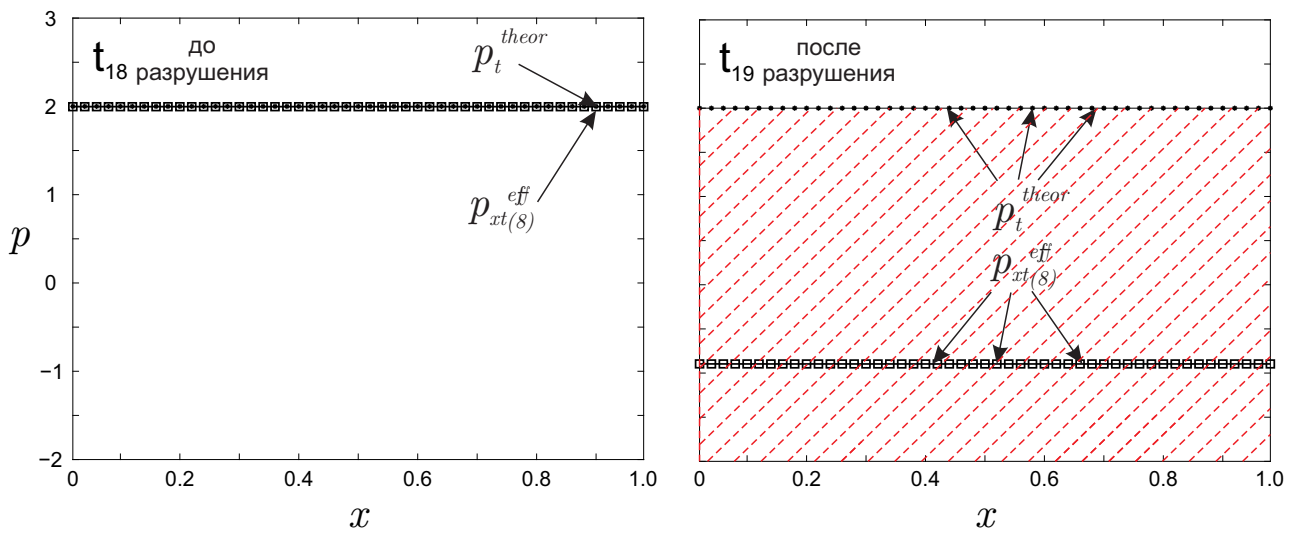 3
2
1
0
−1
−2
p
t18 до разрушения
p_t^theor
p_xt(8)^eff
0 0.2 0.4 0.6 0.8 1.0
x
t19 после разрушения
p_t^theor
p_xt(8)^eff
0 0.2 0.4 0.6 0.8 1.0
x